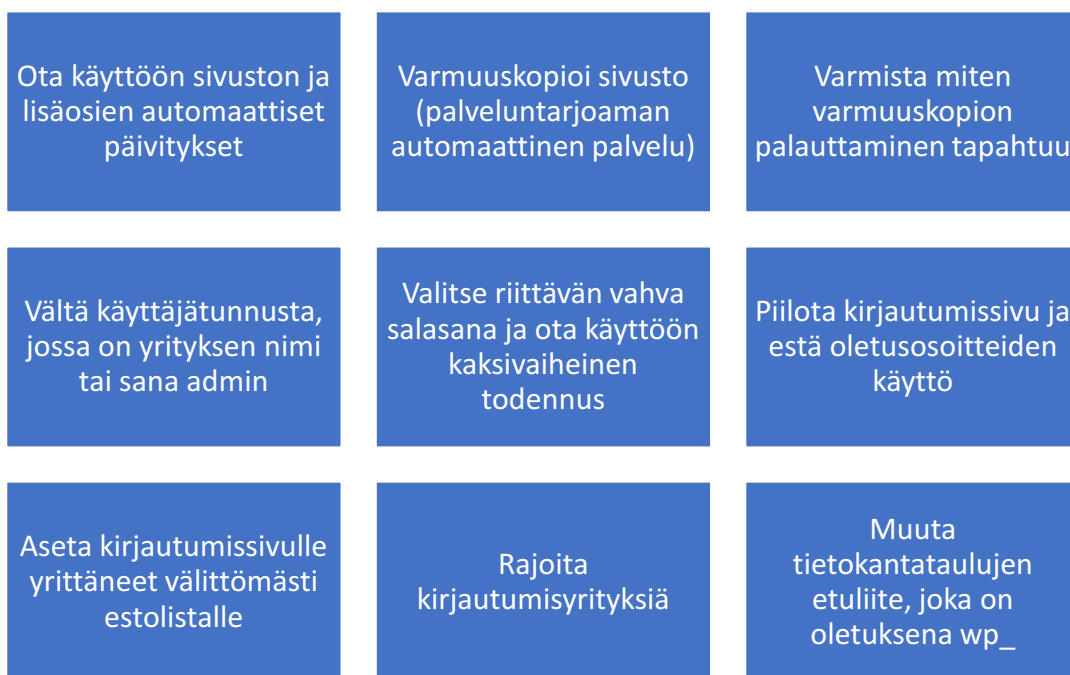 Ota käyttöön sivuston ja
lisäosien automaattiset
päivitykset
Varmuuskopioi sivusto
(palveluntarjoaman
automaattinen palvelu)
Varmista miten
varmuuskopion
palauttaminen tapahtuu
Vältä käyttäjätunnusta,
jossa on yrityksen nimi
tai sana admin
Valitse riittävän vahva
salasana ja ota käyttöön
kaksivaiheinen
todennus
Piilota kirjautumissivu ja
estä oletusosoitteiden
käyttö
Aseta kirjautumissivulle
yrittäneet välittömästi
estolistalle
Rajoita
kirjautumisyrityksiä
Muuta
tietokantataulujen
etuliite, joka on
oletuksena wp_